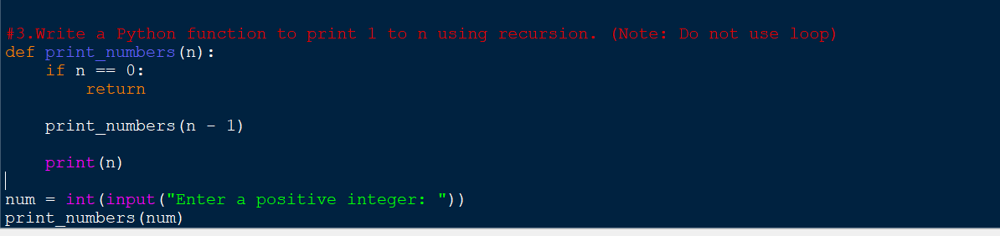 #3.Write a Python function to print 1 to n using recursion. (Note: Do not use loop)
def print_numbers(n):
    if n == 0:
        return
    print_numbers(n - 1)
    print(n)
num = int(input("Enter a positive integer: "))
print_numbers(num)